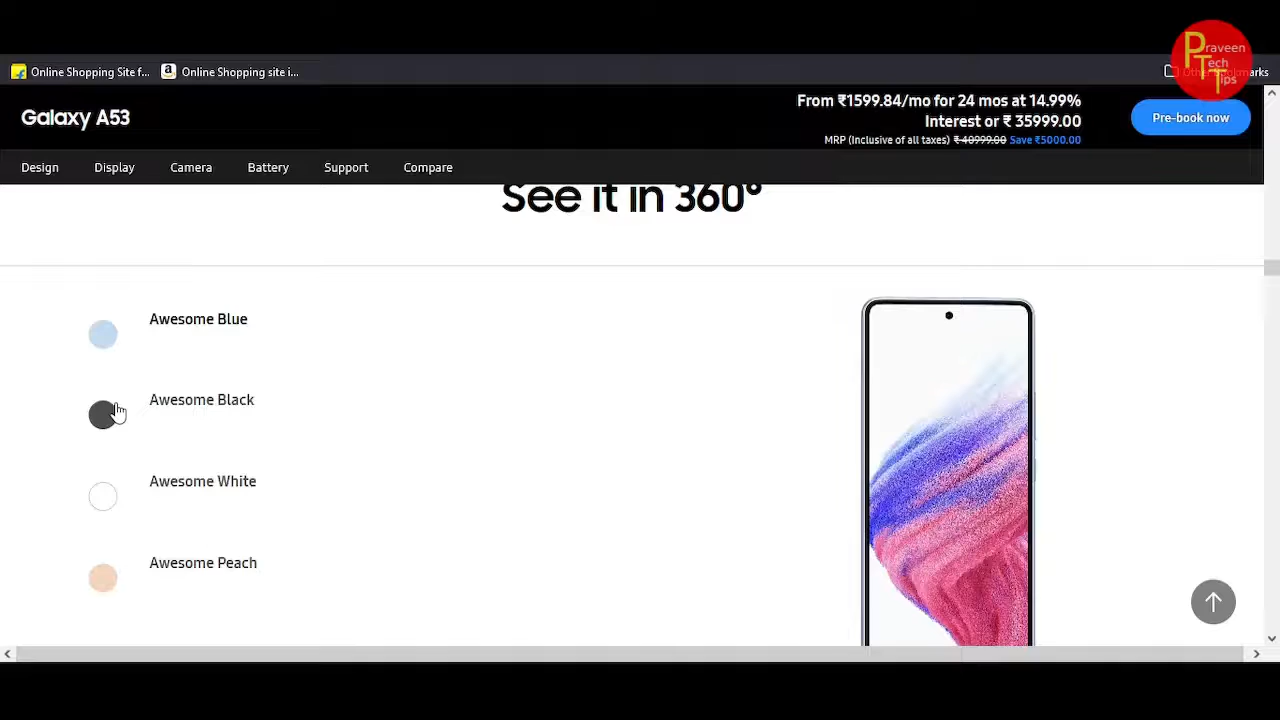 Praveen
Tech
Tips
Online Shopping Site f...
Online Shopping site i...
Other bookmarks
Galaxy A53
From ₹1599.84/mo for 24 mos at 14.99%
Interest or ₹ 35999.00
MRP (Inclusive of all taxes) ₹ 40999.00 Save ₹5000.00
Pre-book now
Design
Display
Camera
Battery
Support
Compare
See it in 360°
Awesome Blue
Awesome Black
Awesome White
Awesome Peach